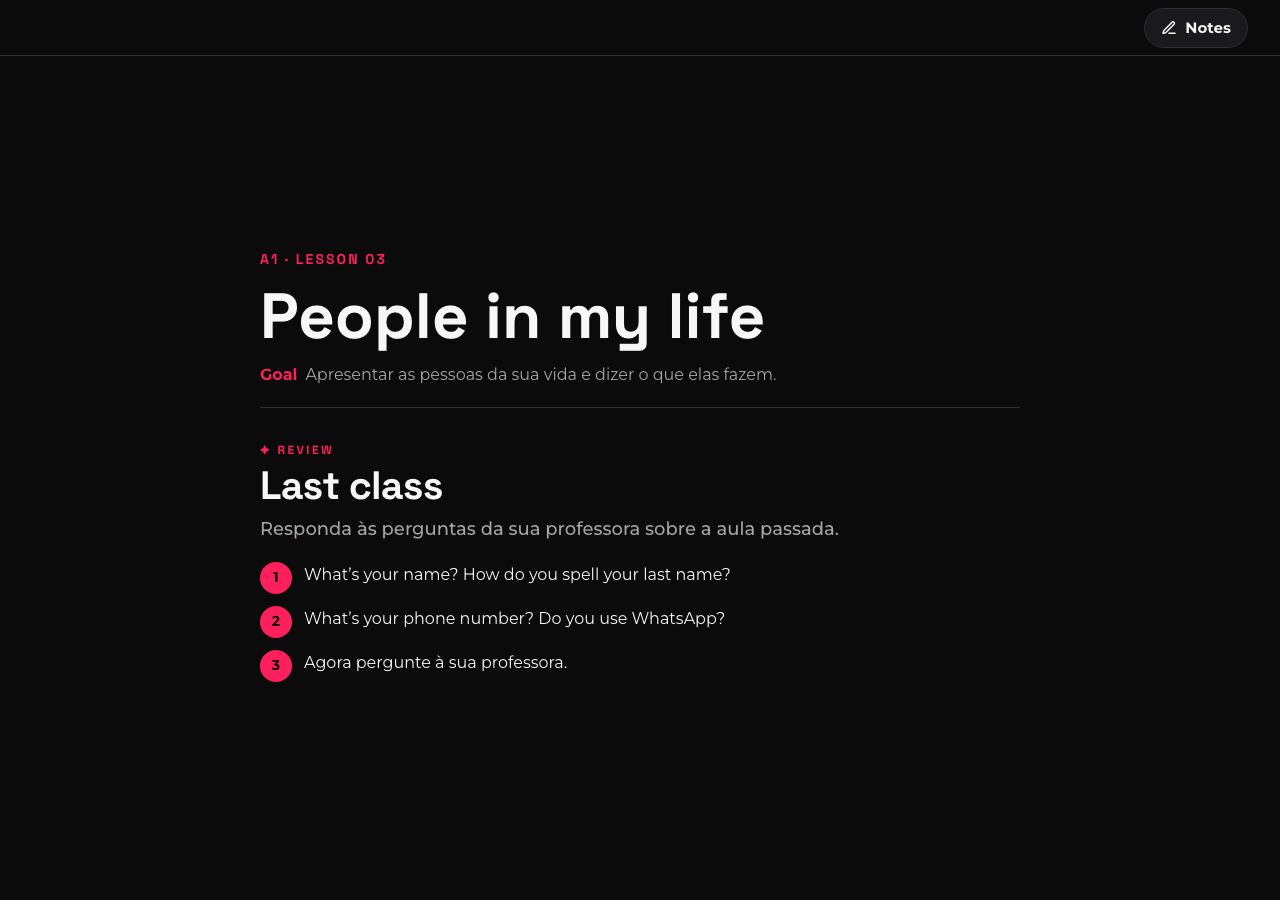 Notes
A1 · LESSON 03
People in my life
Goal Apresentar as pessoas da sua vida e dizer o que elas fazem.
✦ REVIEW
Last class
Responda às perguntas da sua professora sobre a aula passada.
1 What’s your name? How do you spell your last name?
2 What’s your phone number? Do you use WhatsApp?
3 Agora pergunte à sua professora.